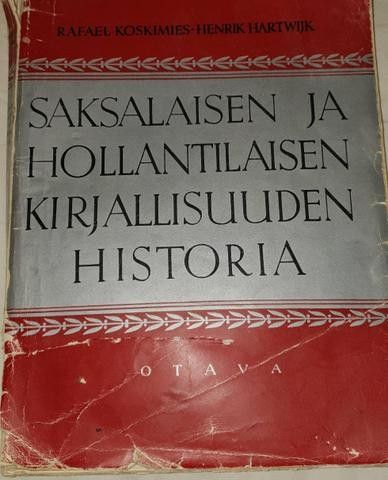 RAFAEL KOSKIMIES · HENRIK HARTWIJK
SAKSALAISEN JA
HOLLANTILAISEN
KIRJALLISUUDEN
HISTORIA
OTAVA